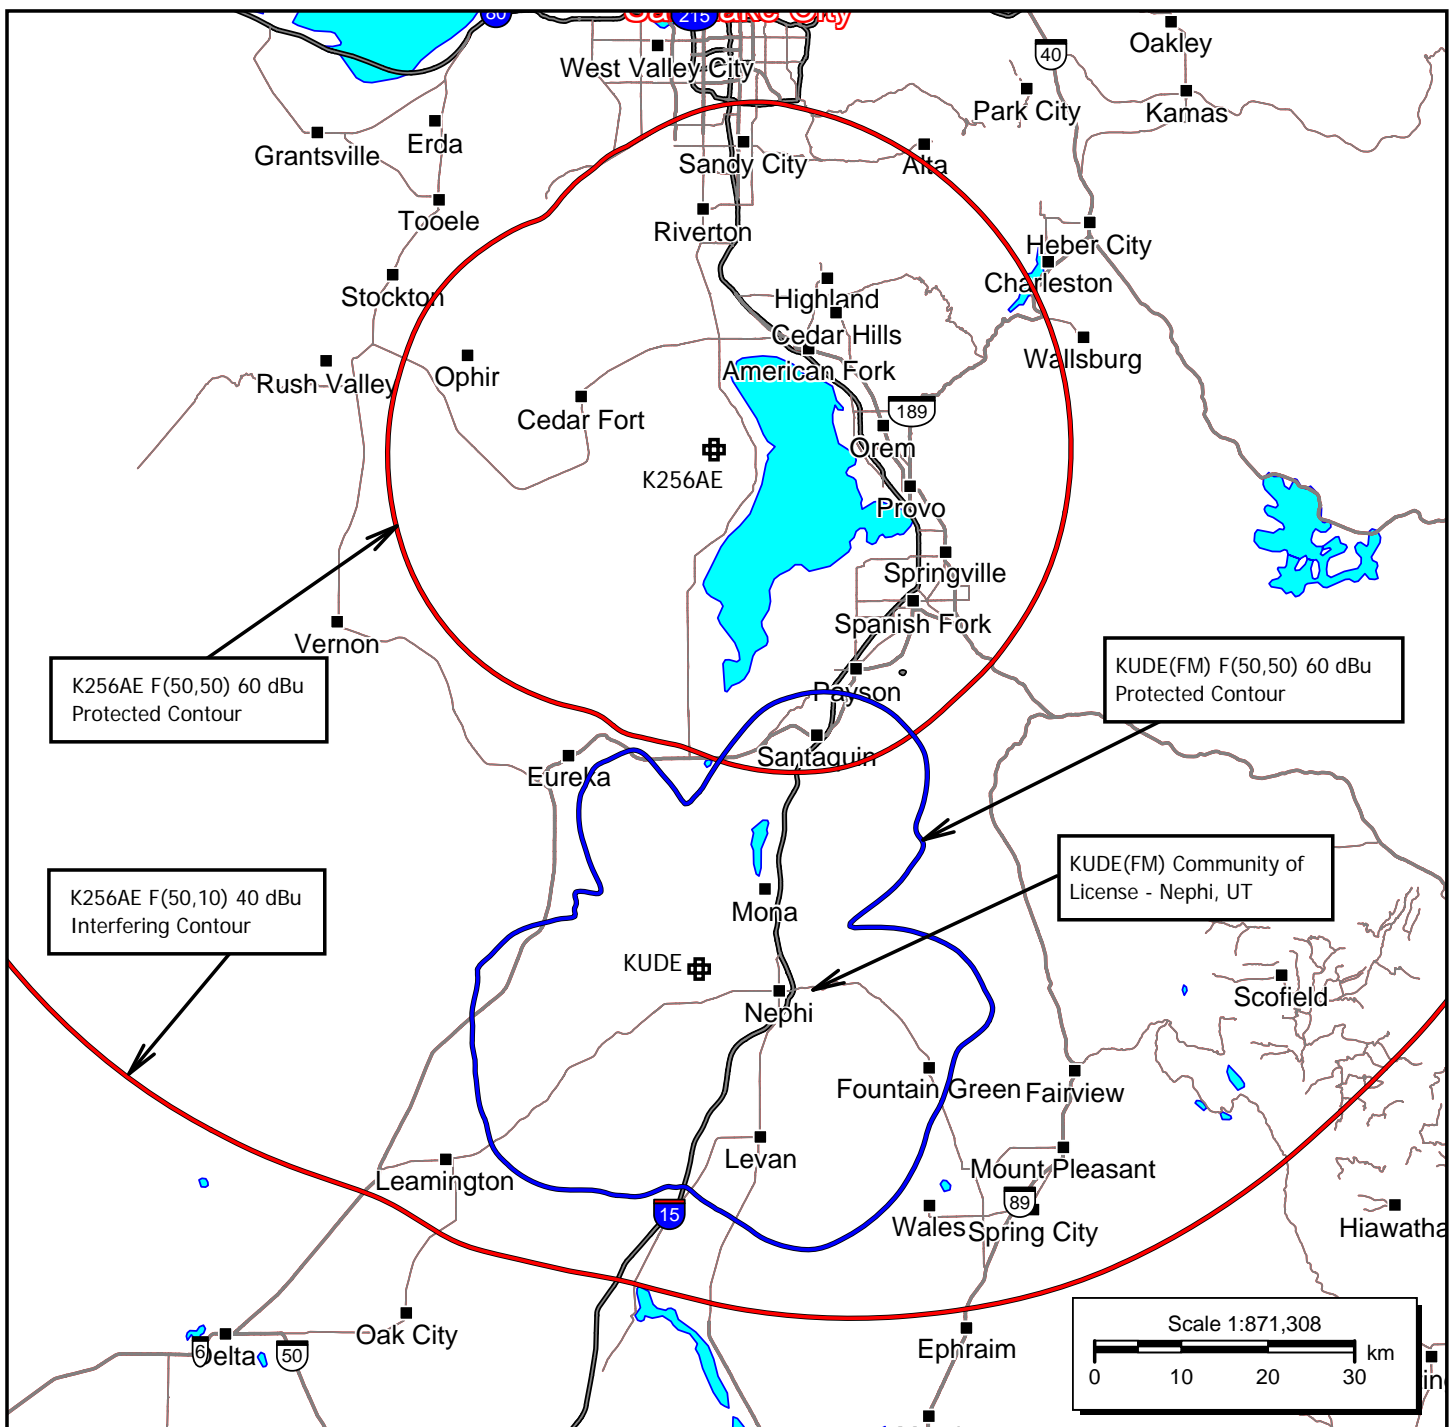 80
215
Oakley
West Valley City
40
Park City
Kamas
Grantsville
Erda
Sandy City
Alta
Tooele
Riverton
Heber City
Stockton
Highland
Charleston
Cedar Hills
Rush Valley
Ophir
American Fork
Wallsburg
Cedar Fort
189
Orem
K256AE
Provo
Springville
Spanish Fork
Vernon
K256AE F(50,50) 60 dBu
Protected Contour
KUDE(FM) F(50,50) 60 dBu
Protected Contour
Payson
Santaquin
Eureka
KUDE(FM) Community of
License - Nephi, UT
K256AE F(50,10) 40 dBu
Interfering Contour
Mona
KUDE
Nephi
Scofield
Fountain Green
Fairview
Levan
Mount Pleasant
Leamington
15
89
Wales
Spring City
Hiawatha
Oak City
6
Delta
50
Ephraim
Scale 1:871,308
km
0 10 20 30